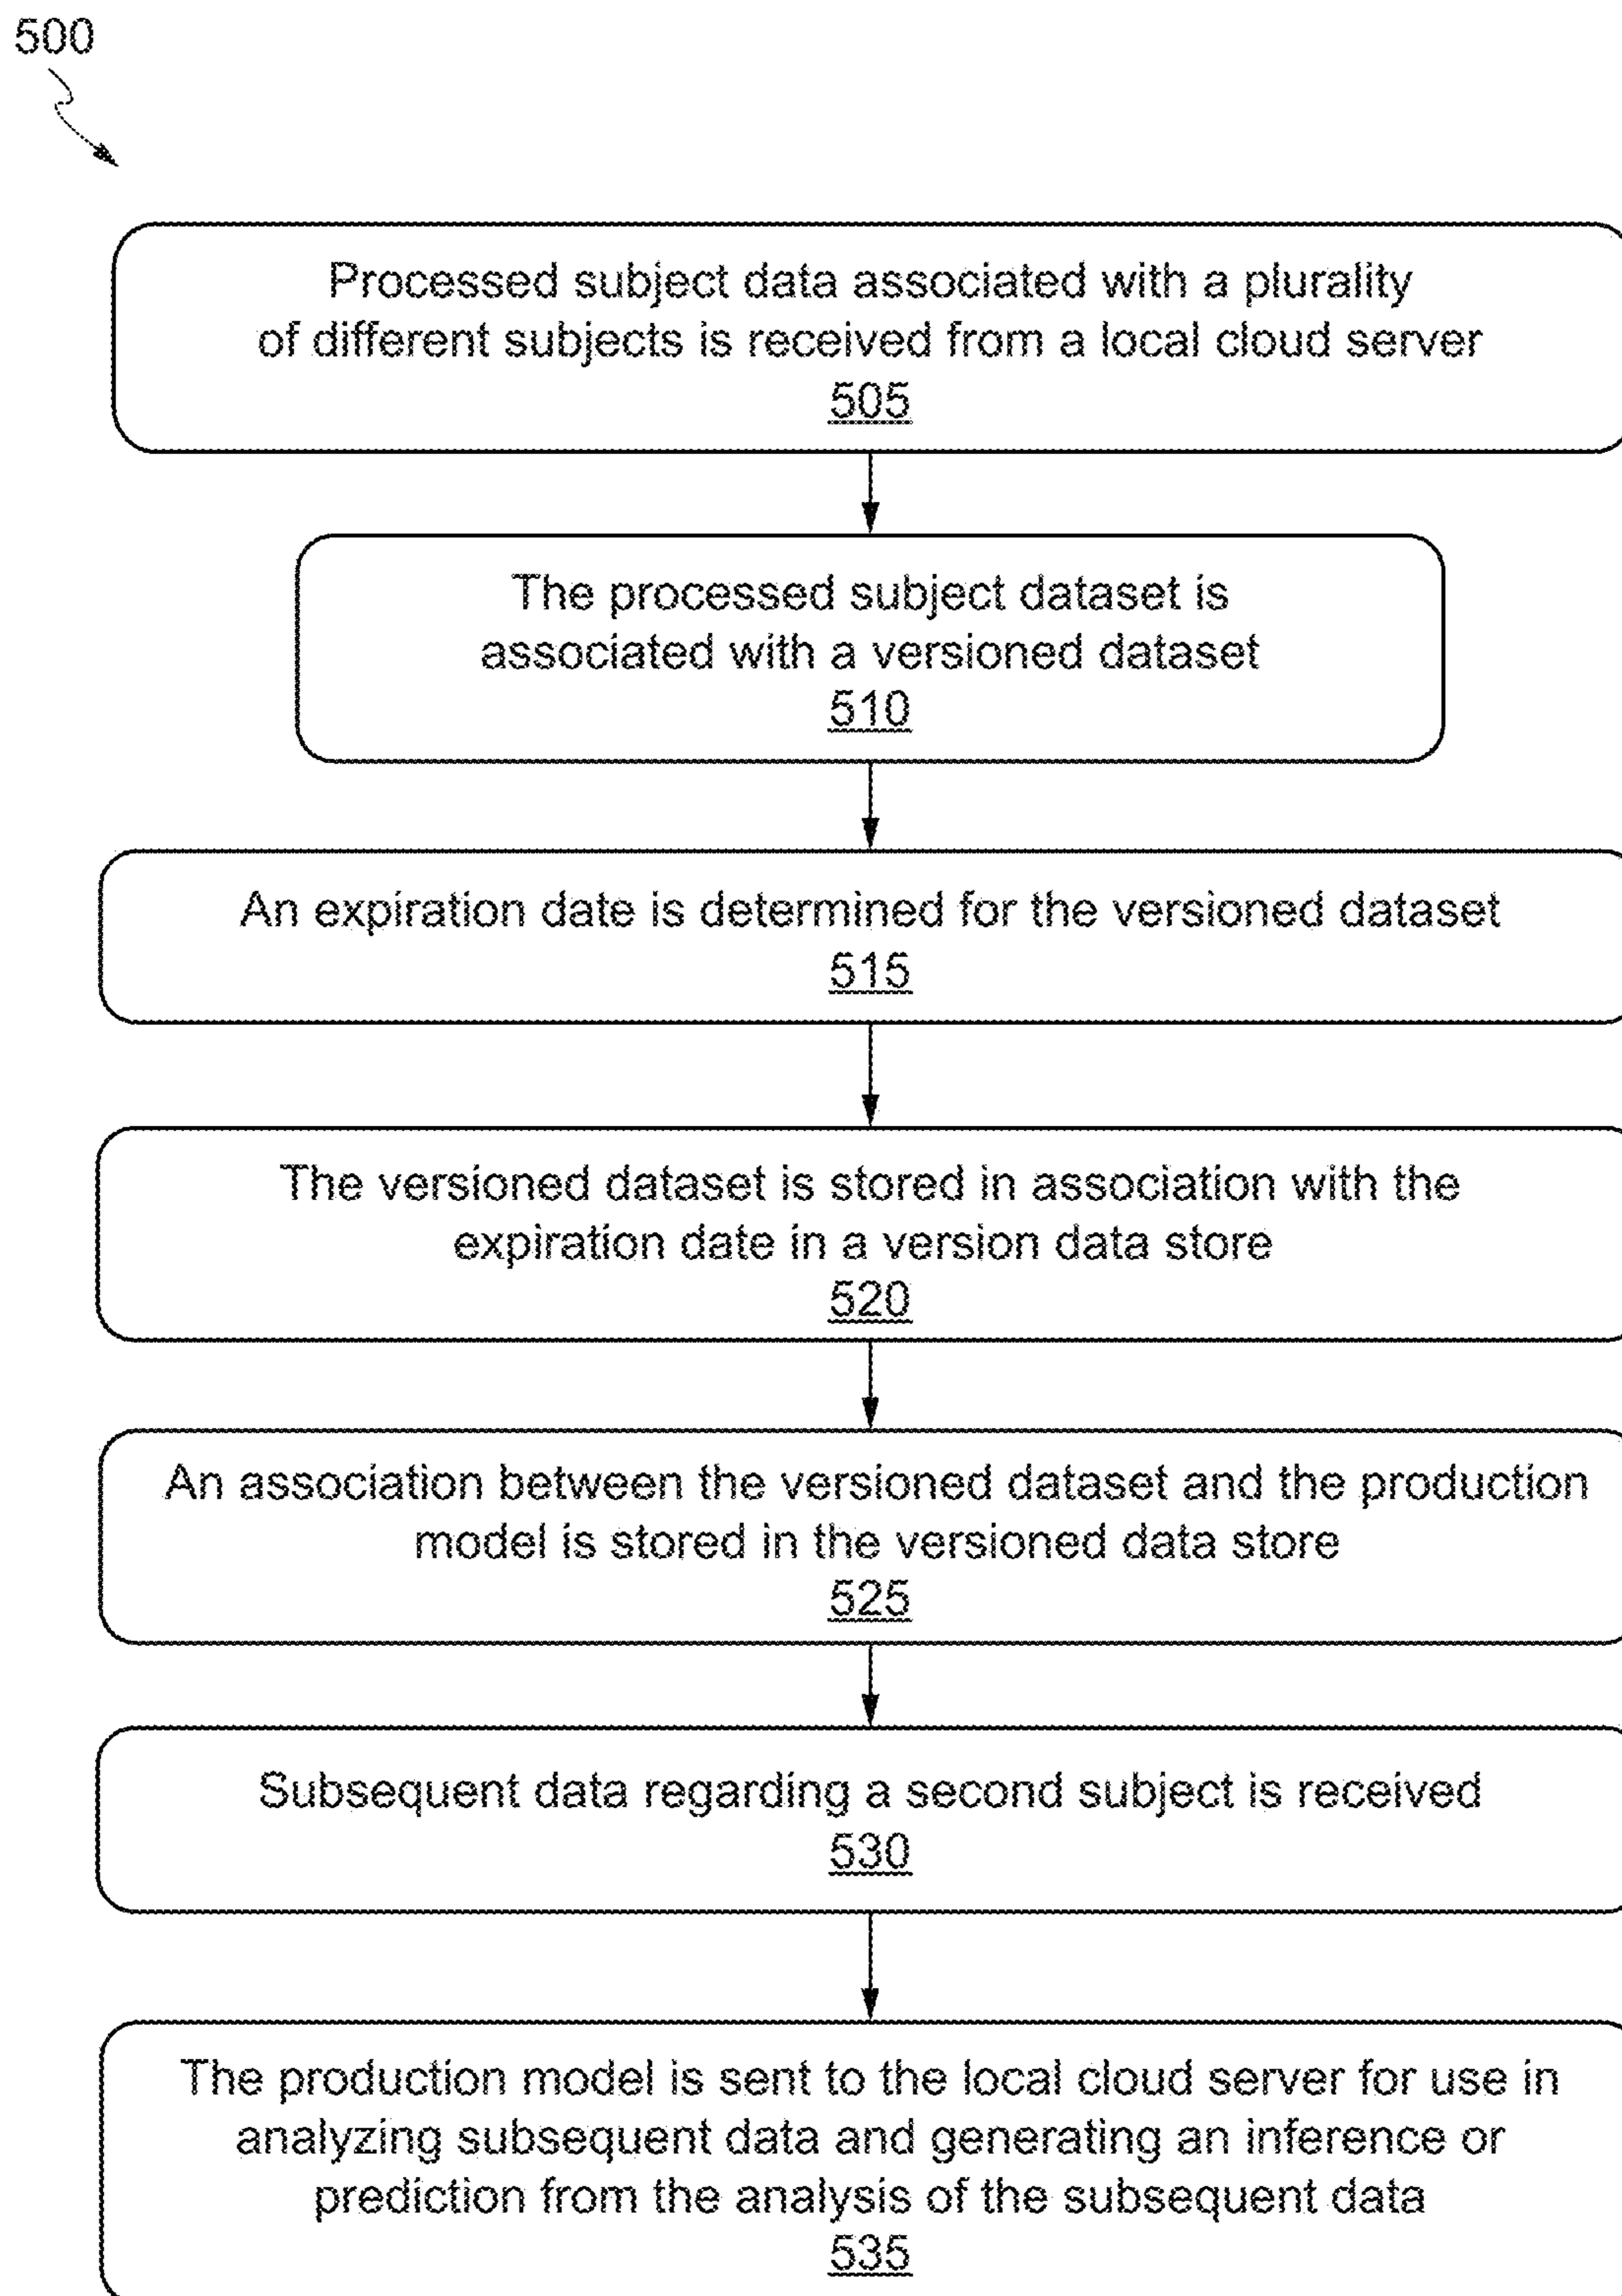 500
Processed subject data associated with a plurality
of different subjects is received from a local cloud server
505
The processed subject dataset is
associated with a versioned dataset
510
An expiration date is determined for the versioned dataset
515
The versioned dataset is stored in association with the
expiration date in a version data store
520
An association between the versioned dataset and the production
model is stored in the versioned data store
525
Subsequent data regarding a second subject is received
530
The production model is sent to the local cloud server for use in
analyzing subsequent data and generating an inference or
prediction from the analysis of the subsequent data
535